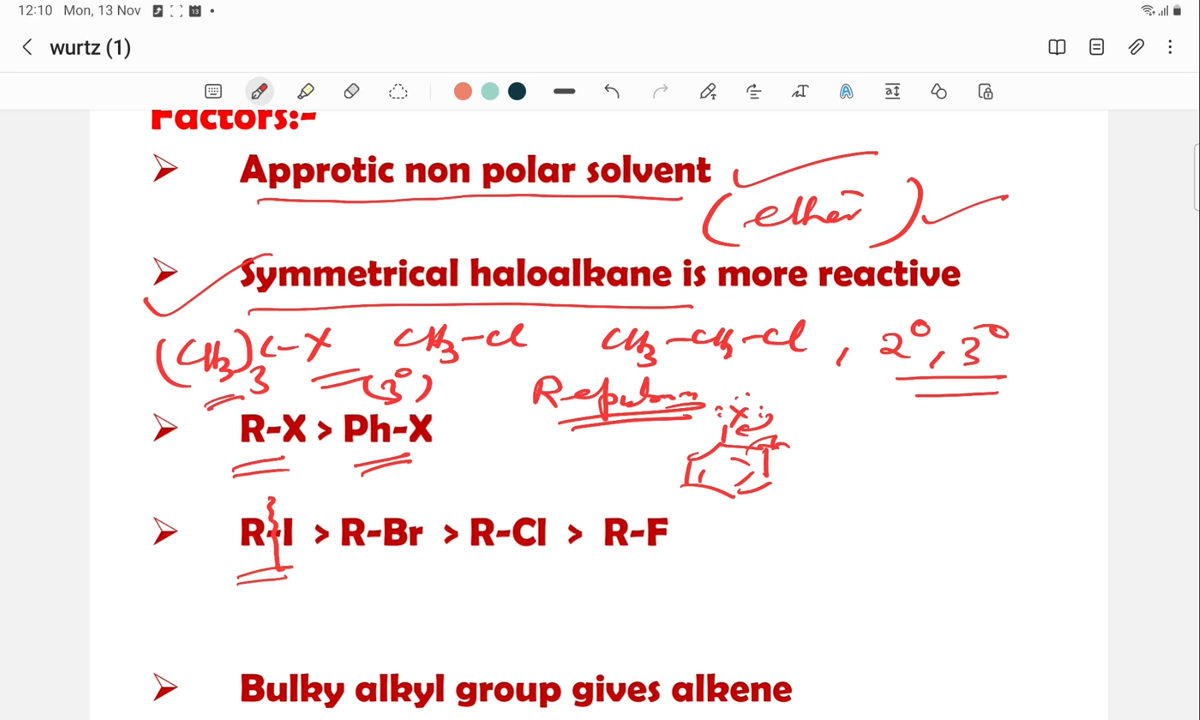 12:10 Mon, 13 Nov
wurtz (1)
Factors:-
Approtic non polar solvent
(ether)
Symmetrical haloalkane is more reactive
(CH3)3C-X CH3-Cl CH3-CH2-Cl , 2°, 3°
(3°) Repulsion
X
R-X > Ph-X
R-I > R-Br > R-Cl > R-F
Bulky alkyl group gives alkene